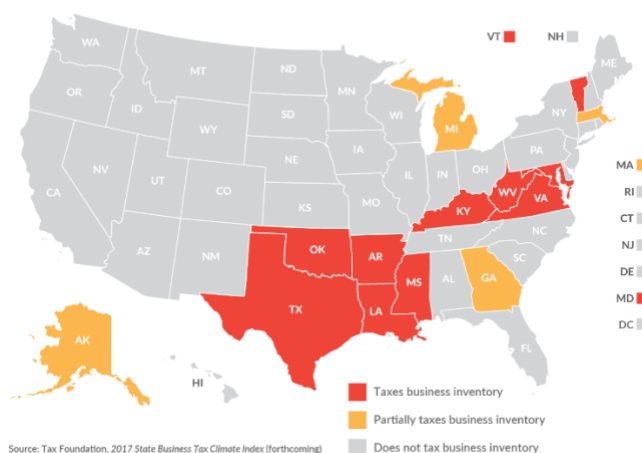 VT NH
WA
MT
ND
MN
ME
OR
ID
SD
WI
NY
WY
MI
IA
PA
NE
MA
NV
IL
IN
OH
RI
UT
CO
WV
VA
CA
KS
MO
KY
CT
NC
NJ
TN
AZ
NM
OK
AR
SC
DE
MS
AL
GA
MD
TX
LA
DC
AK
FL
HI
Taxes business inventory
Partially taxes business inventory
Does not tax business inventory
Source: Tax Foundation, 2017 State Business Tax Climate Index (forthcoming)